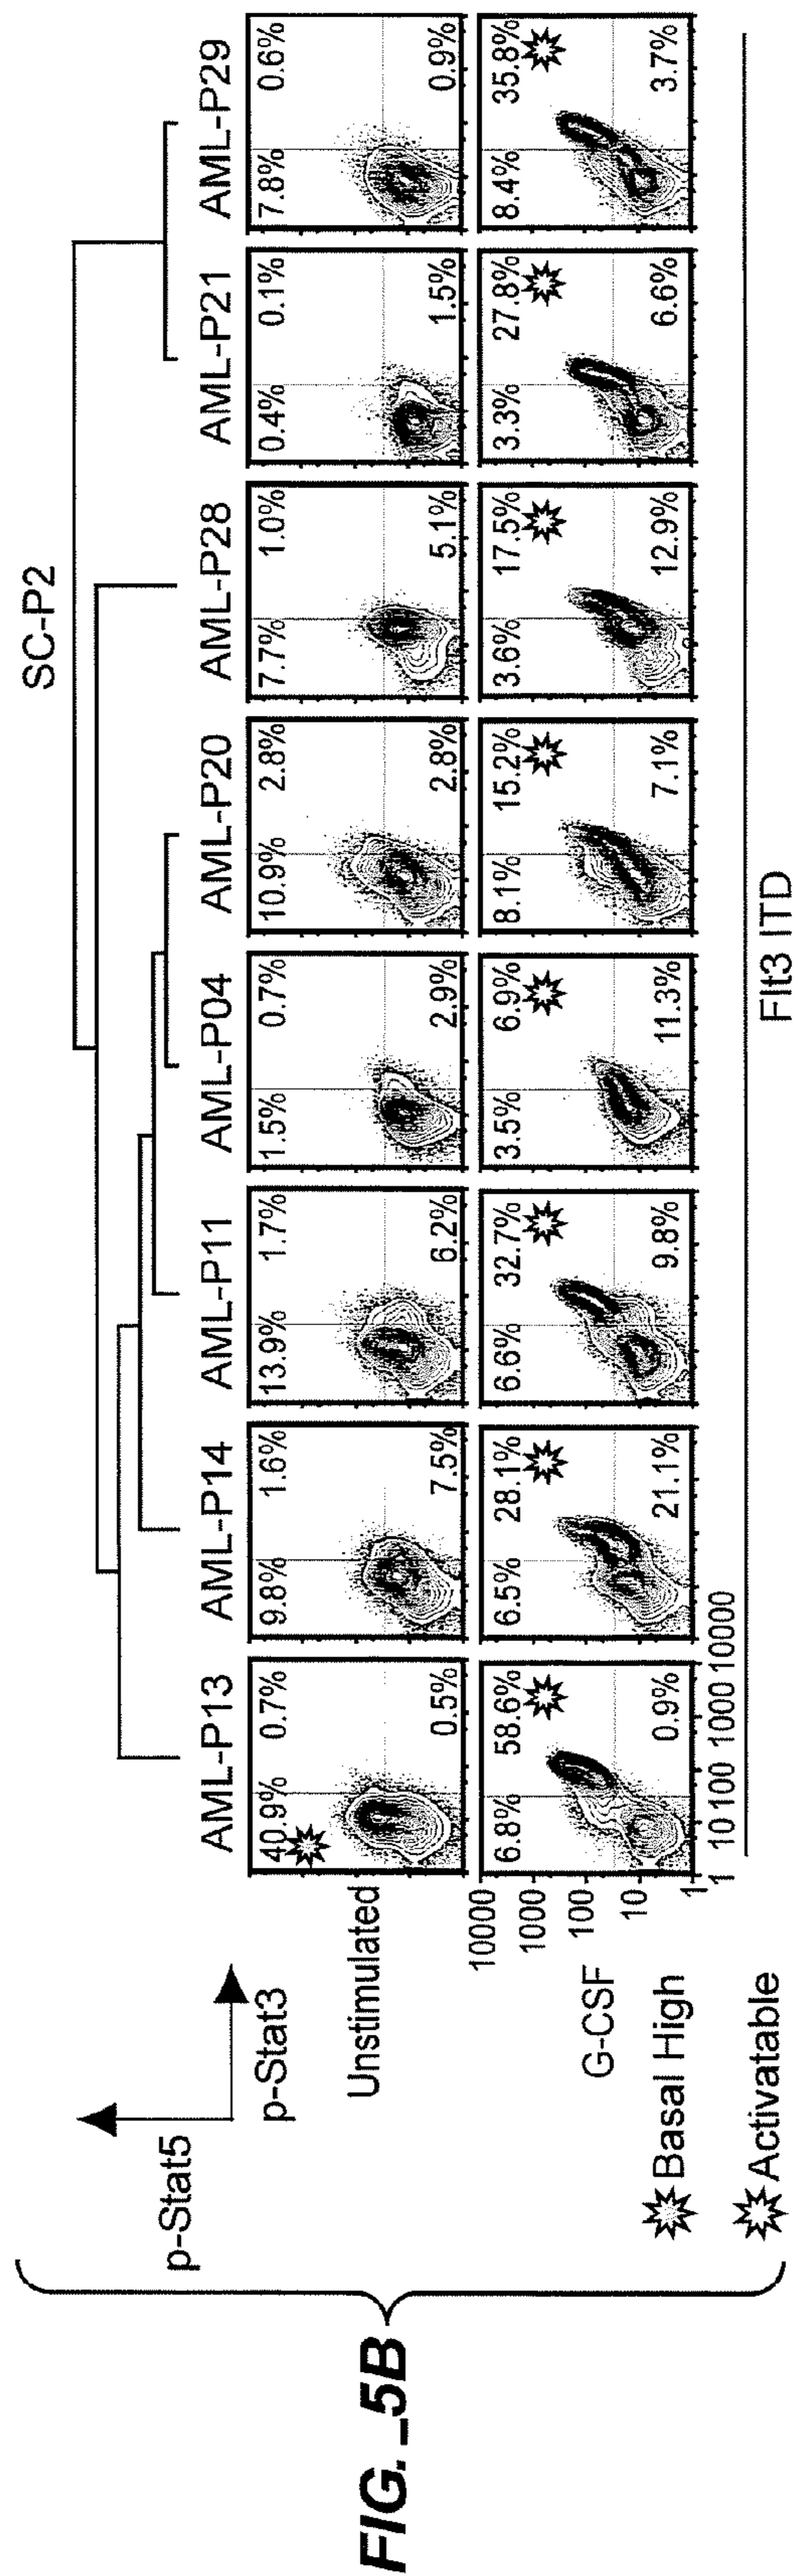 FIG._5B
SC-P2
p-Stat5
p-Stat3
AML-P13 AML-P14 AML-P11 AML-P04 AML-P20 AML-P28 AML-P21 AML-P29
Unstimulated
40.9% 0.7% 9.8% 1.6% 13.9% 1.7% 1.5% 0.7% 10.9% 2.8% 7.7% 1.0% 0.4% 0.1% 7.8% 0.6%
0.5% 7.5% 6.2% 2.9% 2.8% 5.1% 1.5% 0.9%
G-CSF
10000
1000
100
10
1
6.8% 58.6% 6.5% 28.1% 6.6% 32.7% 3.5% 6.9% 8.1% 15.2% 3.6% 17.5% 3.3% 27.8% 8.4% 35.8%
0.9% 21.1% 9.8% 11.3% 7.1% 12.9% 6.6% 3.7%
1 10 100 1000 10000
Basal High
Activatable
Flt3 ITD